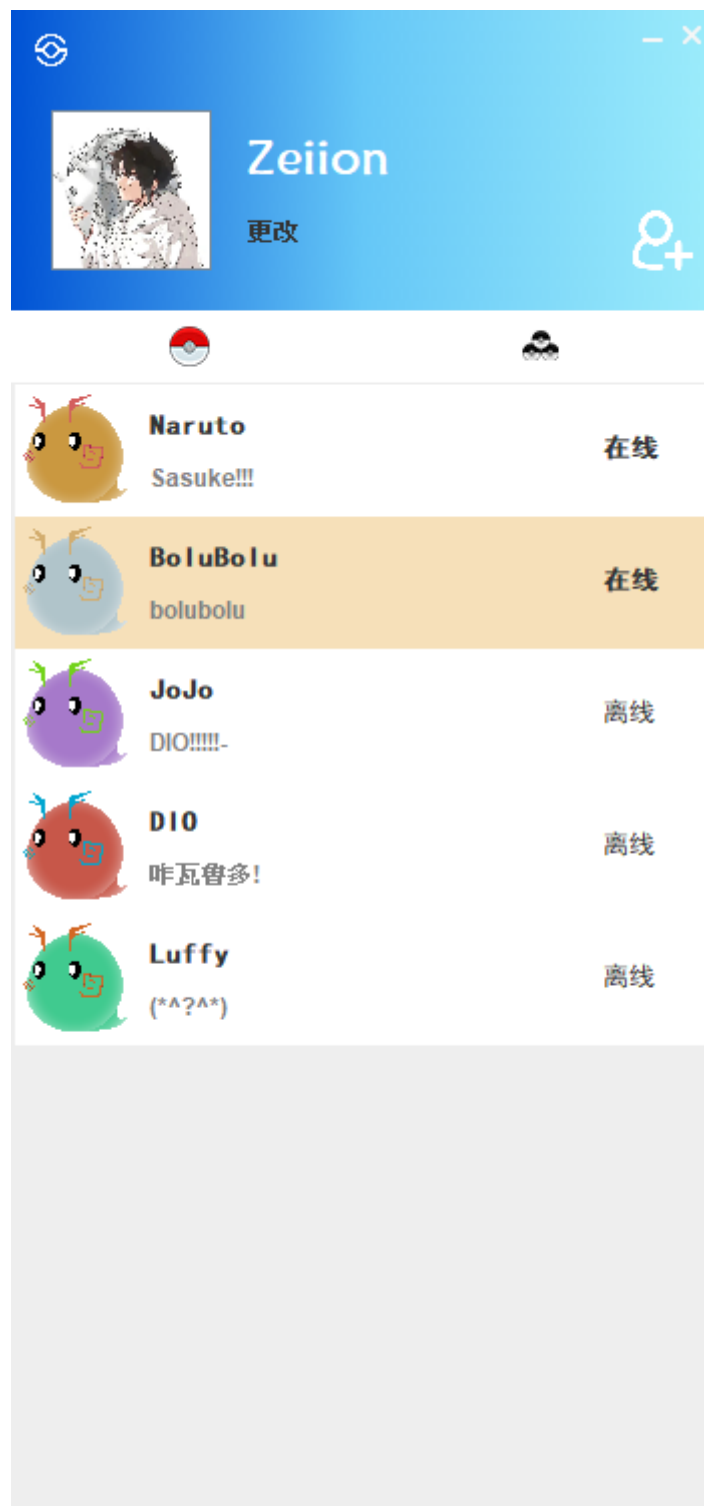 Zeiion
更改
Naruto
在线
Sasuke!!!
BoluBolu
在线
bolubolu
JoJo
离线
DIO!!!!!-
DIO
离线
咋瓦鲁多!
Luffy
离线
(*^?^*)